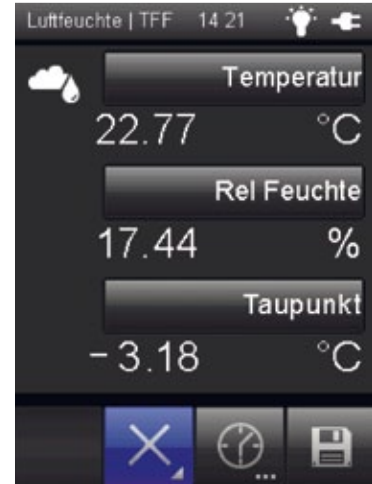 Luftfeuchte | TFF 14 21
Temperatur
22.77 °C
Rel Feuchte
17.44 %
Taupunkt
-3.18 °C